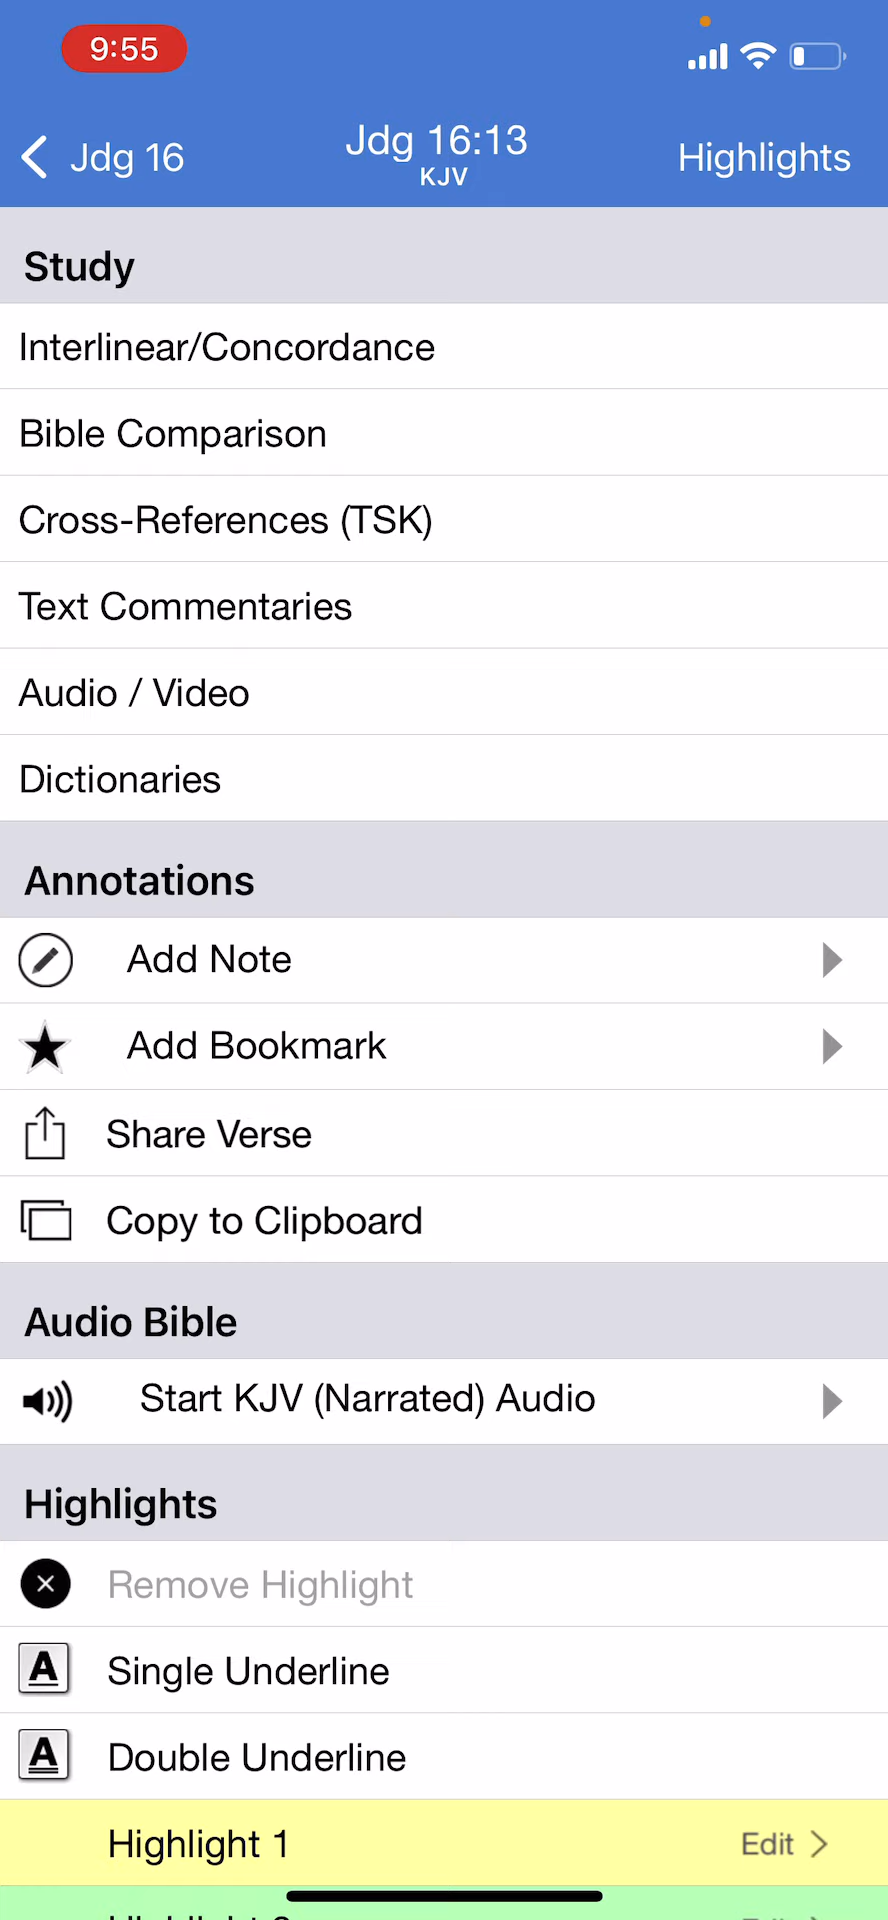 9:55
Jdg 16
Jdg 16:13
KJV
Highlights
Study
Interlinear/Concordance
Bible Comparison
Cross-References (TSK)
Text Commentaries
Audio / Video
Dictionaries
Annotations
Add Note
Add Bookmark
Share Verse
Copy to Clipboard
Audio Bible
Start KJV (Narrated) Audio
Highlights
Remove Highlight
A Single Underline
A Double Underline
Highlight 1 Edit